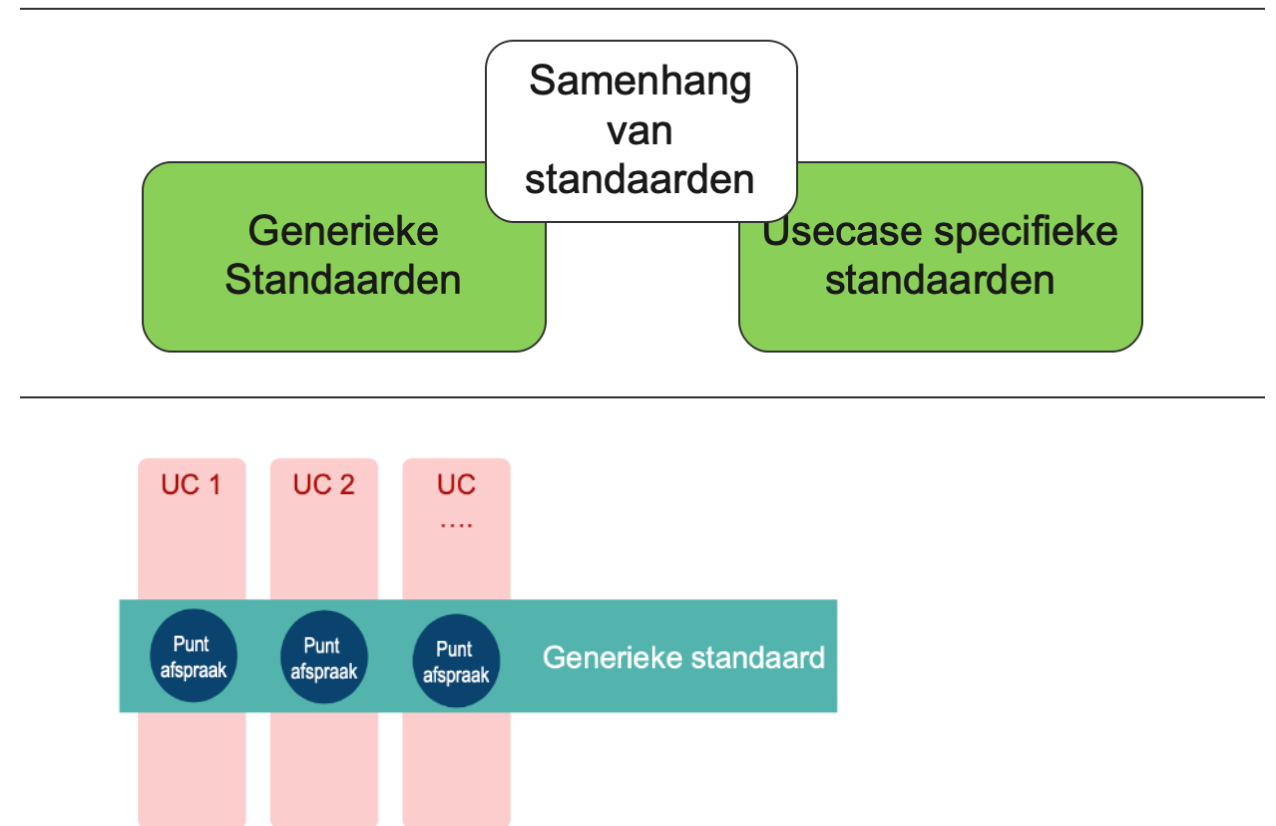 Samenhang
van
standaarden
Generieke
Standaarden
Usecase specifieke
standaarden
UC 1
UC 2
UC
....
Punt
afspraak
Punt
afspraak
Punt
afspraak
Generieke standaard